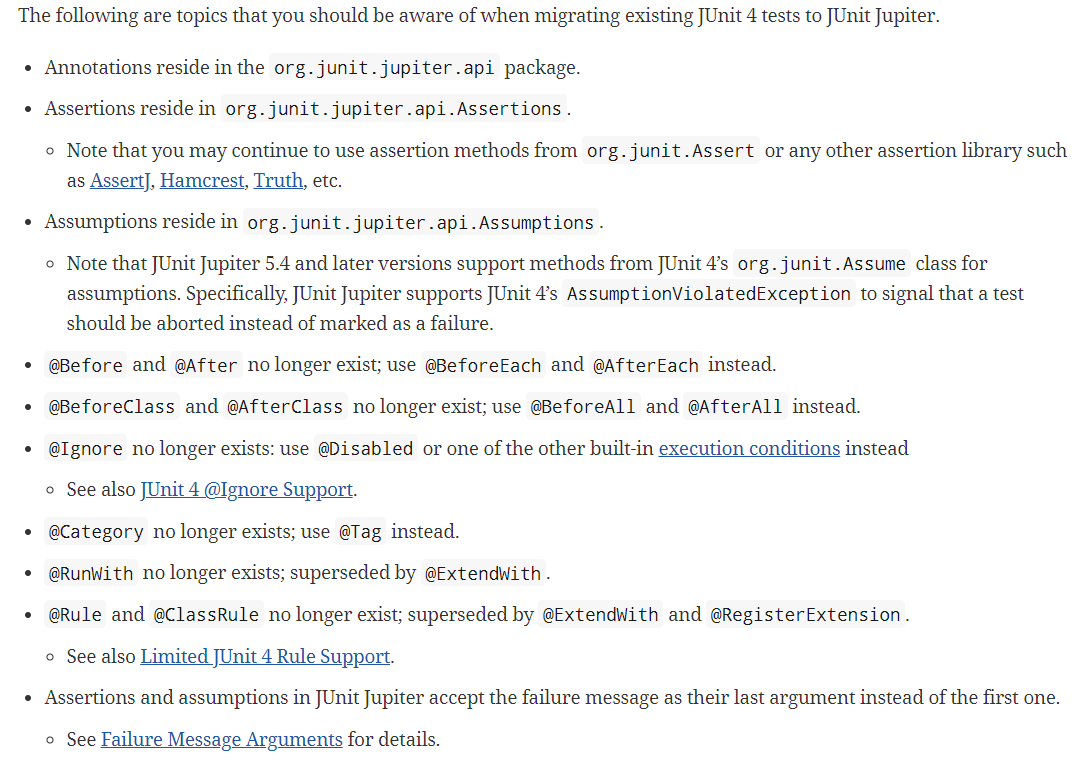 The following are topics that you should be aware of when migrating existing JUnit 4 tests to JUnit Jupiter.
• Annotations reside in the org.junit.jupiter.api package.
• Assertions reside in org.junit.jupiter.api.Assertions.
◦ Note that you may continue to use assertion methods from org.junit.Assert or any other assertion library such
as AssertJ, Hamcrest, Truth, etc.
• Assumptions reside in org.junit.jupiter.api.Assumptions.
◦ Note that JUnit Jupiter 5.4 and later versions support methods from JUnit 4’s org.junit.Assume class for
assumptions. Specifically, JUnit Jupiter supports JUnit 4’s AssumptionViolatedException to signal that a test
should be aborted instead of marked as a failure.
• @Before and @After no longer exist; use @BeforeEach and @AfterEach instead.
• @BeforeClass and @AfterClass no longer exist; use @BeforeAll and @AfterAll instead.
• @Ignore no longer exists: use @Disabled or one of the other built-in execution conditions instead
◦ See also JUnit 4 @Ignore Support.
• @Category no longer exists; use @Tag instead.
• @RunWith no longer exists; superseded by @ExtendWith.
• @Rule and @ClassRule no longer exist; superseded by @ExtendWith and @RegisterExtension.
◦ See also Limited JUnit 4 Rule Support.
• Assertions and assumptions in JUnit Jupiter accept the failure message as their last argument instead of the first one.
◦ See Failure Message Arguments for details.